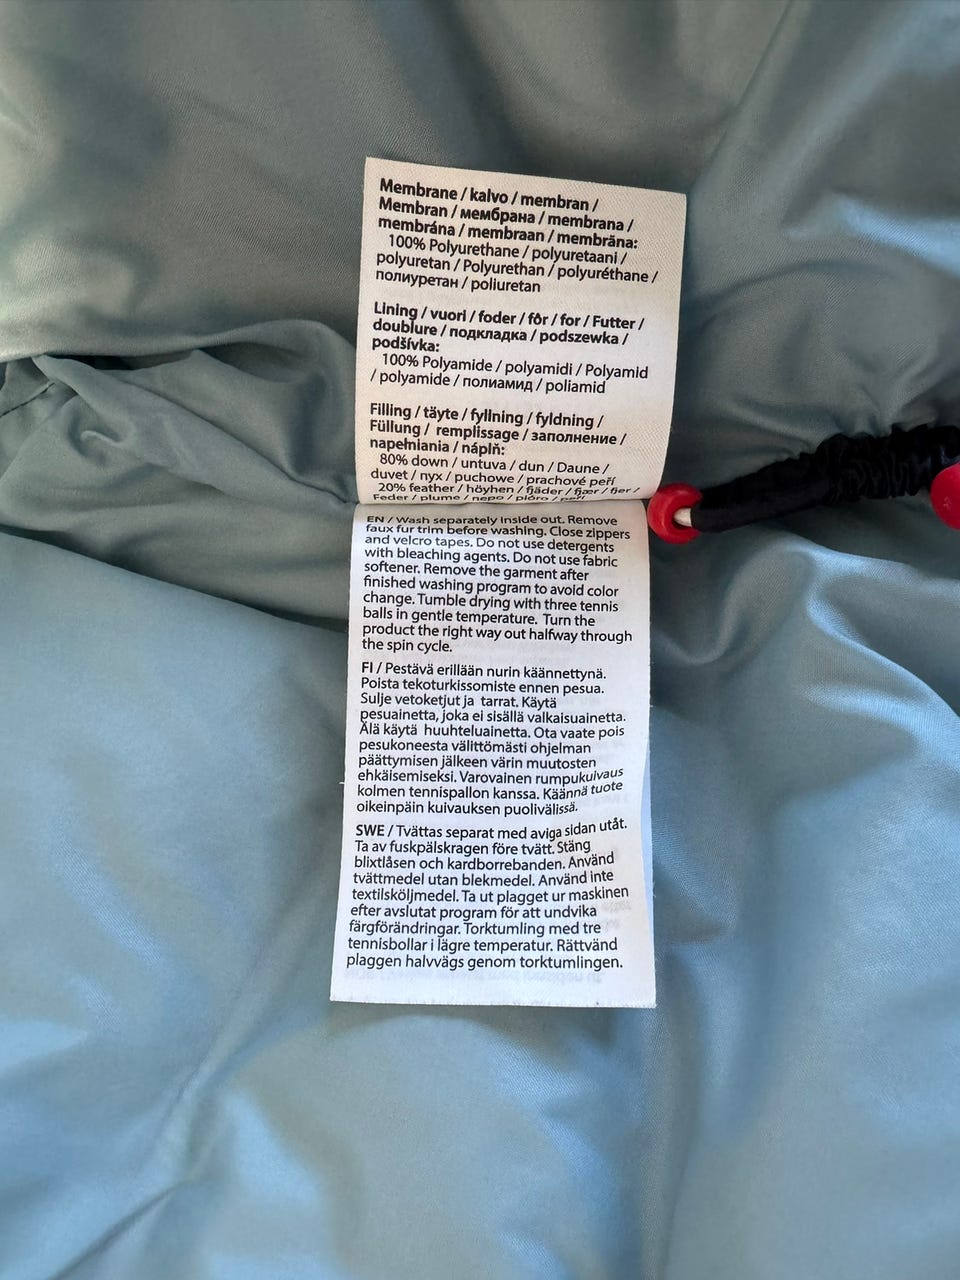 Membrane / kalvo / membran /
Membran / мембрана / membrana /
membrána / membraan / membrāna:
100% Polyurethane / polyuretaani /
polyuretan / Polyurethan / polyuréthane /
полиуретан / poliuretan
Lining / vuori / foder / fôr / for / Futter /
doublure / подкладка / podszewka /
podšívka:
100% Polyamide / polyamidi / Polyamid
/ polyamide / полиамид / poliamid
Filling / täyte / fyllning / fyldning /
Füllung / remplissage / заполнение /
napełniania / náplň:
80% down / untuva / dun / Daune /
duvet / пух / puchowe / prachové peří
20% feather / höyhen / fjäder / fjær / fjer /
Feder / plume / перо / pióro / peří
EN / Wash separately inside out. Remove
faux fur trim before washing. Close zippers
and velcro tapes. Do not use detergents
with bleaching agents. Do not use fabric
softener. Remove the garment after
finished washing program to avoid color
change. Tumble drying with three tennis
balls in gentle temperature. Turn the
product the right way out halfway through
the spin cycle.
FI / Pestävä erillään nurin käännettynä.
Poista tekoturkissomiste ennen pesua.
Sulje vetoketjut ja tarrat. Käytä
pesuainetta, joka ei sisällä valkaisuainetta.
Älä käytä huuhteluainetta. Ota vaate pois
pesukoneesta välittömästi ohjelman
päättymisen jälkeen värin muutosten
ehkäisemiseksi. Varovainen rumpukuivaus
kolmen tennispallon kanssa. Käännä tuote
oikeinpäin kuivauksen puolivälissä.
SWE / Tvättas separat med aviga sidan utåt.
Ta av fuskpälskragen före tvätt. Stäng
blixtlåsen och kardborrebanden. Använd
tvättmedel utan blekmedel. Använd inte
textilsköljmedel. Ta ut plagget ur maskinen
efter avslutat program för att undvika
färgförändringar. Torktumling med tre
tennisbollar i lägre temperatur. Rättvänd
plaggen halvvägs genom torktumlingen.